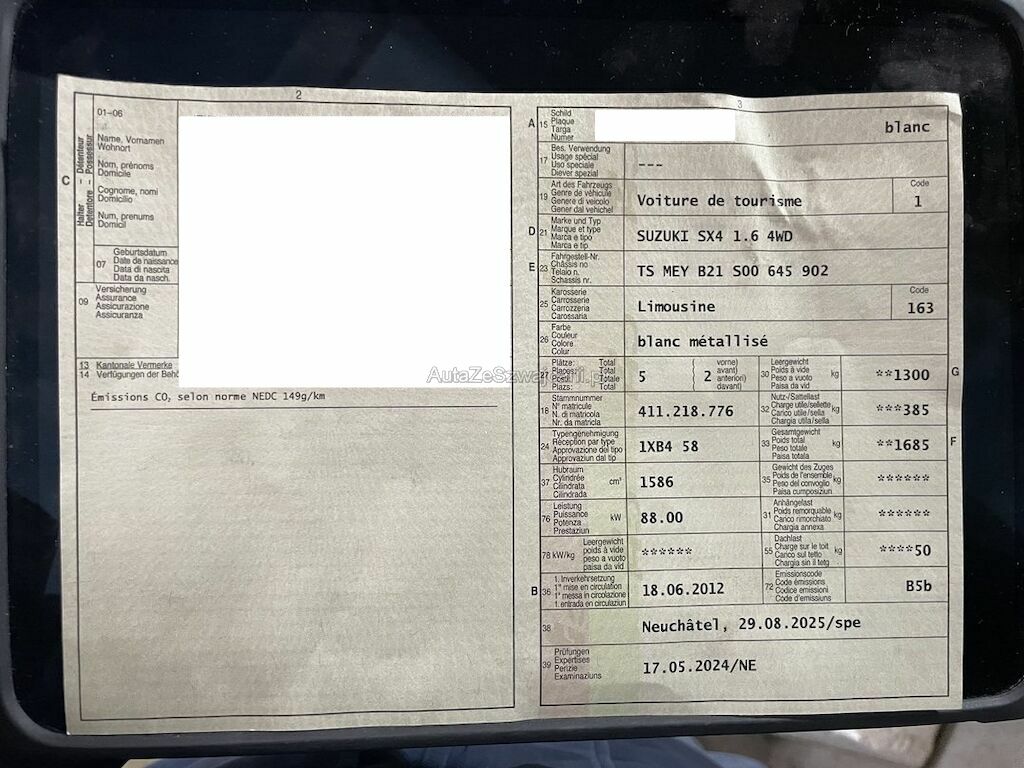 2
01–06
Halter – Détenteur
Detentore – Possessur
C
Name, Vornamen
Wohnort
Nom, prénoms
Domicile
Cognome, nomi
Domicilio
Num, prenums
Domicil
07
Geburtsdatum
Date de naissance
Data di nascita
Data da nasch.
09
Versicherung
Assurance
Assicurazione
Assicuranza
13 Kantonale Vermerke
14 Verfügungen der Behö
Émissions CO, selon norme NEDC 149g/km
AutaZeSzwajcarii.pl
3
A 15
Schild
Plaque
Targa
Numer
blanc
17
Bes. Verwendung
Usage spécial
Uso speciale
Diever spezial
---
19
Art des Fahrzeugs
Genre de véhicule
Genere di veicolo
Gener dal vehichel
Voiture de tourisme
Code
1
D 21
Marke und Typ
Marque et type
Marca e tipo
Marca e tip
SUZUKI SX4 1.6 4WD
E 23
Fahrgestell-Nr.
Châssis no
Telaio n.
Schassis nr.
TS MEY B21 S00 645 902
25
Karosserie
Carrosserie
Carrozzeria
Carossaria
Limousine
Code
163
26
Farbe
Couleur
Colore
Colur
blanc métallisé
27
Plätze: Total
Places: Total
Posti: Totale
Plazs: Total
5
( 2
vorne)
avant)
anteriori)
davant)
30
Leergewicht
Poids à vide
Peso a vuoto
Paisa da vid
kg
**1300
G
18
Stammnummer
N° matricule
N. di matricola
Nr. da matricla
411.218.776
32
Nutz-/Sattellast
Charge utile/sellette
Carico utile/sella
Chargia utila/sella
kg
***385
24
Typengenehmigung
Réception par type
Approvazione del tipo
Approvaziun dal tip
1XB4 58
33
Gesamtgewicht
Poids total
Peso totale
Paisa totala
kg
**1685
F
37
Hubraum
Cylindrée
Cilindrata
Cilindrada
cm³
1586
35
Gewicht des Zuges
Poids de l'ensemble
Peso del convoglio
Paisa cumposiziun
kg
******
76
Leistung
Puissance
Potenza
Prestaziun
kW
88.00
31
Anhängelast
Poids remorquable
Carico rimorchiato
Chargia annexa
kg
******
78 kW/kg
Leergewicht
poids à vide
peso a vuoto
paisa da vid
******
55
Dachlast
Charge sur le toit
Carico sul tetto
Chargia sin il tetg
kg
****50
B 36
1. Inverkehrsetzung
1re mise en circulation
1a messa in circolazione
1. entrada en circulaziun
18.06.2012
72
Emissionscode
Code émissions
Codice emissioni
Code d'emissiuns
B5b
38
Neuchâtel, 29.08.2025/spe
39
Prüfungen
Expertises
Perizie
Examinaziuns
17.05.2024/NE